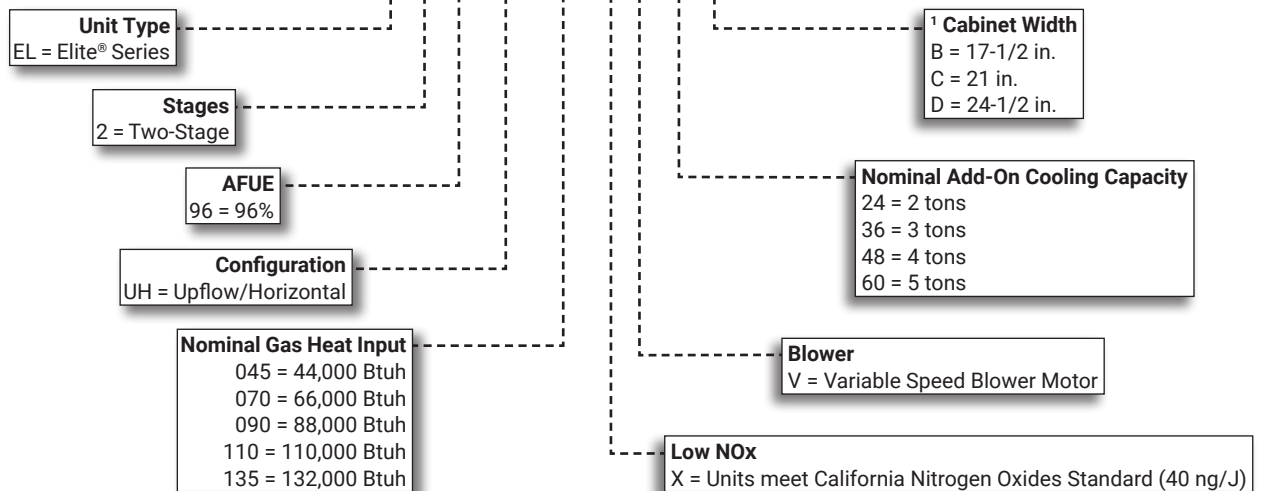 Unit Type
EL = Elite® Series
Stages
2 = Two-Stage
AFUE
96 = 96%
Configuration
UH = Upflow/Horizontal
Nominal Gas Heat Input
045 = 44,000 Btuh
070 = 66,000 Btuh
090 = 88,000 Btuh
110 = 110,000 Btuh
135 = 132,000 Btuh
¹ Cabinet Width
B = 17-1/2 in.
C = 21 in.
D = 24-1/2 in.
Nominal Add-On Cooling Capacity
24 = 2 tons
36 = 3 tons
48 = 4 tons
60 = 5 tons
Blower
V = Variable Speed Blower Motor
Low NOx
X = Units meet California Nitrogen Oxides Standard (40 ng/J)